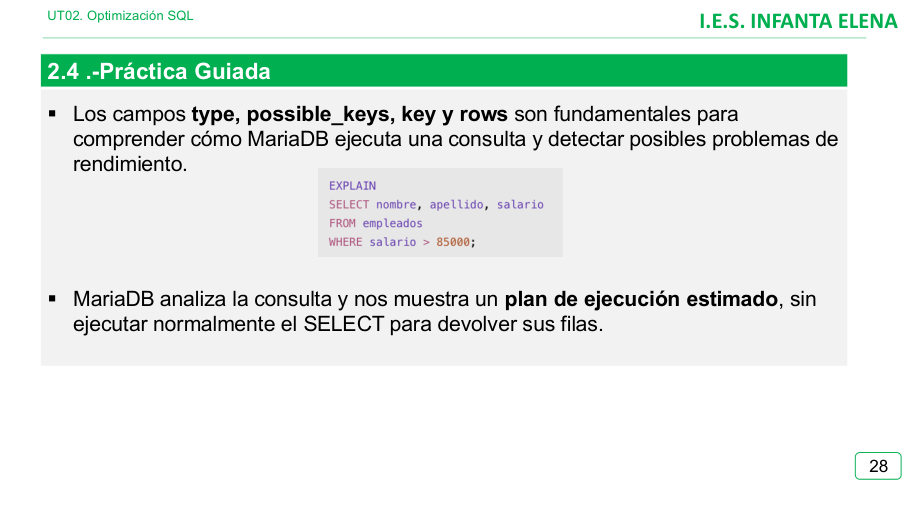 UT02. Optimización SQL
I.E.S. INFANTA ELENA
2.4 .-Práctica Guiada
▪ Los campos type, possible_keys, key y rows son fundamentales para
comprender cómo MariaDB ejecuta una consulta y detectar posibles problemas de
rendimiento.
EXPLAIN
SELECT nombre, apellido, salario
FROM empleados
WHERE salario > 85000;
▪ MariaDB analiza la consulta y nos muestra un plan de ejecución estimado, sin
ejecutar normalmente el SELECT para devolver sus filas.
28